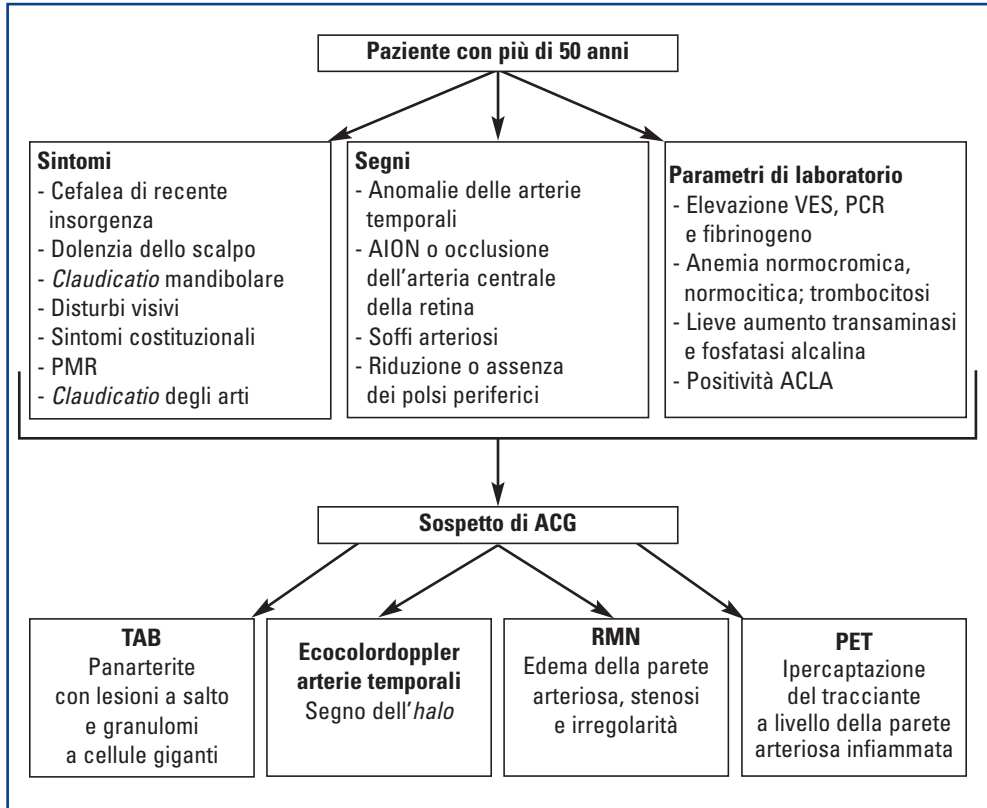 Paziente con più di 50 anni
Sintomi
- Cefalea di recente
insorgenza
- Dolenzia dello scalpo
- Claudicatio mandibolare
- Disturbi visivi
- Sintomi costituzionali
- PMR
- Claudicatio degli arti
Segni
- Anomalie delle arterie
temporali
- AION o occlusione
dell'arteria centrale
della retina
- Soffi arteriosi
- Riduzione o assenza
dei polsi periferici
Parametri di laboratorio
- Elevazione VES, PCR
e fibrinogeno
- Anemia normocromica,
normocitica; trombocitosi
- Lieve aumento transaminasi
e fosfatasi alcalina
- Positività ACLA
Sospetto di ACG
TAB
Panarterite
con lesioni a salto
e granulomi
a cellule giganti
Ecocolordoppler
arterie temporali
Segno dell'halo
RMN
Edema della parete
arteriosa, stenosi
e irregolarità
PET
Ipercaptazione
del tracciante
a livello della parete
arteriosa infiammata